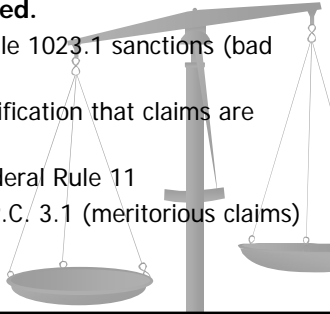 ed.
le 1023.1 sanctions (bad
ification that claims are
deral Rule 11
.C. 3.1 (meritorious claims)